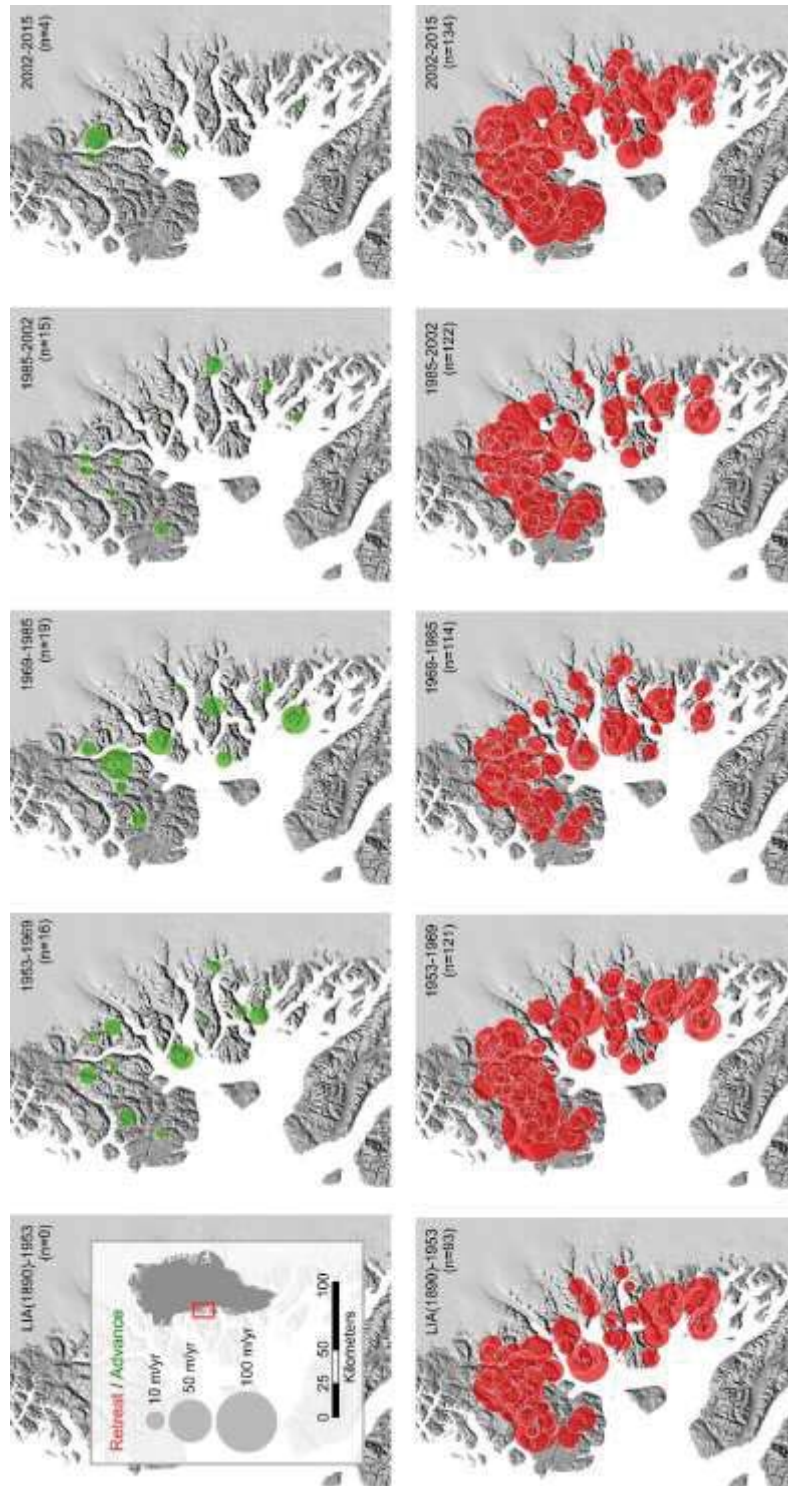 LIA(1890)-1953
(n=0)
Retreat / Advance
10 m/yr
50 m/yr
100 m/yr
0 25 50 100
Kilometers
1953-1969
(n=16)
1969-1985
(n=19)
1985-2002
(n=15)
2002-2015
(n=4)
LIA(1890)-1953
(n=93)
1953-1969
(n=121)
1969-1985
(n=114)
1985-2002
(n=122)
2002-2015
(n=134)